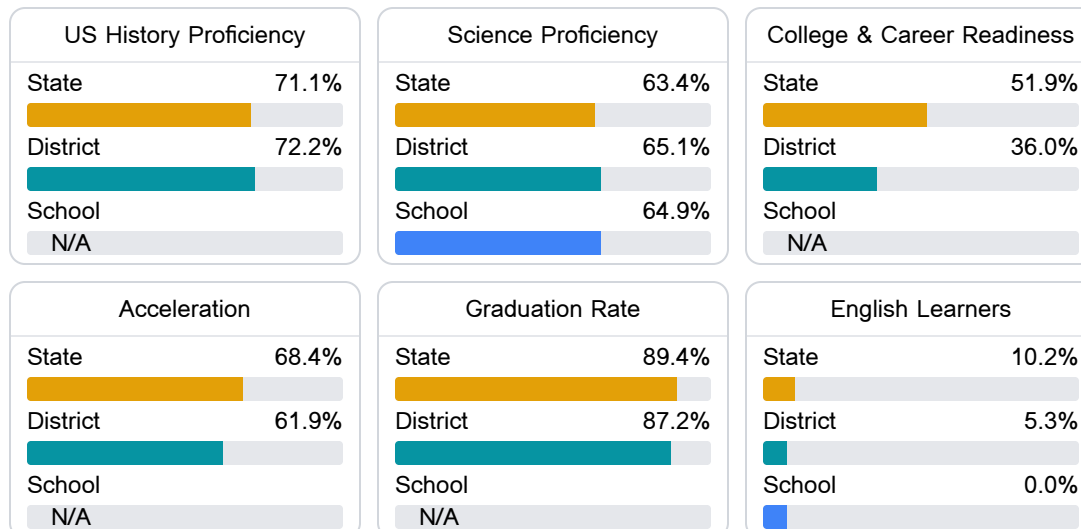 US History Proficiency
State 71.1%
District 72.2%
School
N/A
Science Proficiency
State 63.4%
District 65.1%
School 64.9%
College & Career Readiness
State 51.9%
District 36.0%
School
N/A
Acceleration
State 68.4%
District 61.9%
School
N/A
Graduation Rate
State 89.4%
District 87.2%
School
N/A
English Learners
State 10.2%
District 5.3%
School 0.0%